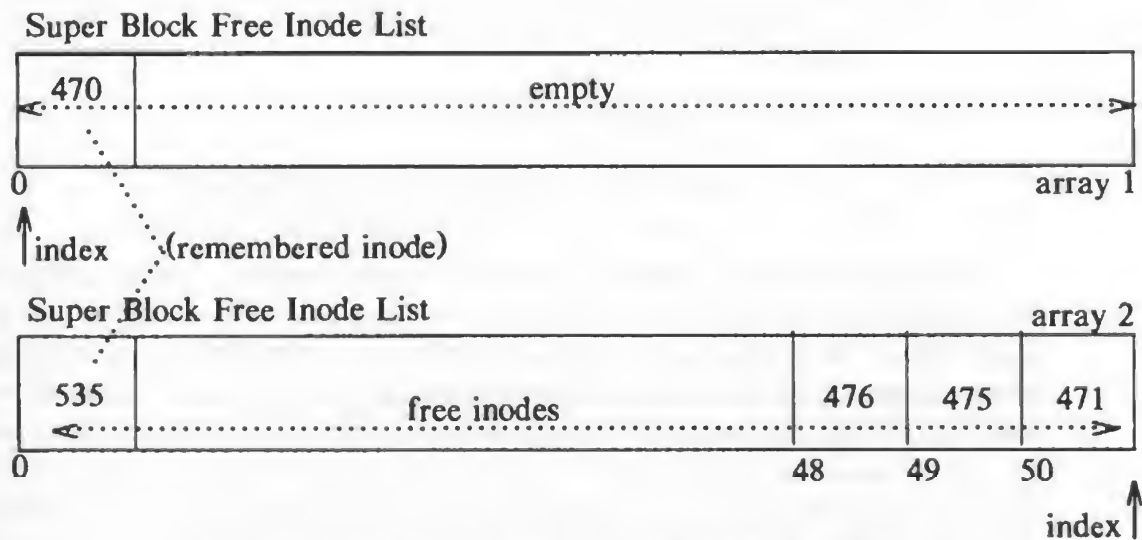 Super Block Free Inode List
470 empty
0 array 1
index (remembered inode)
Super Block Free Inode List array 2
535 free inodes 476 475 471
0 48 49 50
index